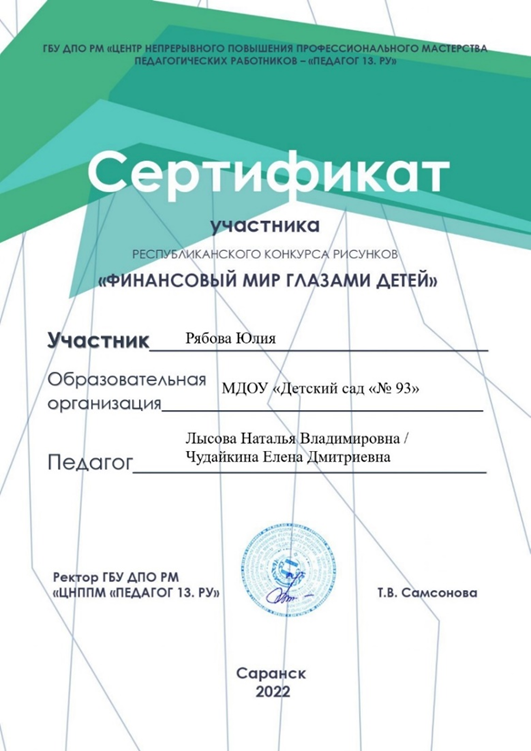 ГБУ ДПО РМ «ЦЕНТР НЕПРЕРЫВНОГО ПОВЫШЕНИЯ ПРОФЕССИОНАЛЬНОГО МАСТЕРСТВА
ПЕДАГОГИЧЕСКИХ РАБОТНИКОВ – «ПЕДАГОГ 13. РУ»
Сертификат
участника
РЕСПУБЛИКАНСКОГО КОНКУРСА РИСУНКОВ
«ФИНАНСОВЫЙ МИР ГЛАЗАМИ ДЕТЕЙ»
Участник Рябова Юлия
Образовательная
организация МДОУ «Детский сад «№ 93»
Лысова Наталья Владимировна /
Педагог Чудайкина Елена Дмитриевна
Ректор ГБУ ДПО РМ
«ЦНППМ «ПЕДАГОГ 13. РУ» Т.В. Самсонова
Саранск
2022